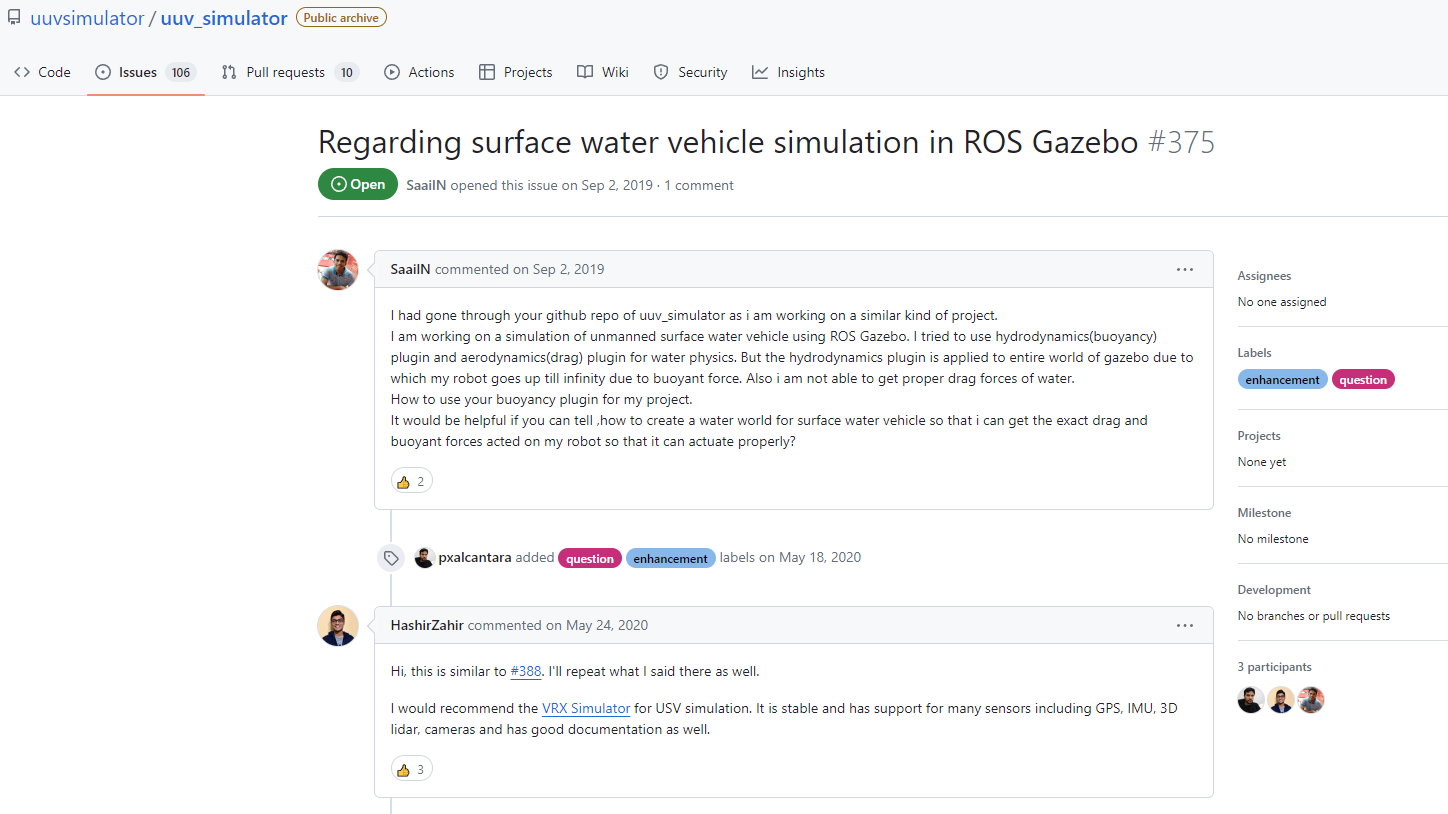 uuvsimulator / uuv_simulator Public archive
Code Issues 106 Pull requests 10 Actions Projects Wiki Security Insights
Regarding surface water vehicle simulation in ROS Gazebo #375
Open SaailN opened this issue on Sep 2, 2019 · 1 comment
SaailN commented on Sep 2, 2019
I had gone through your github repo of uuv_simulator as i am working on a similar kind of project.
I am working on a simulation of unmanned surface water vehicle using ROS Gazebo. I tried to use hydrodynamics(buoyancy)
plugin and aerodynamics(drag) plugin for water physics. But the hydrodynamics plugin is applied to entire world of gazebo due to
which my robot goes up till infinity due to buoyant force. Also i am not able to get proper drag forces of water.
How to use your buoyancy plugin for my project.
It would be helpful if you can tell ,how to create a water world for surface water vehicle so that i can get the exact drag and
buoyant forces acted on my robot so that it can actuate properly?
2
pxalcantara added question enhancement labels on May 18, 2020
HashirZahir commented on May 24, 2020
Hi, this is similar to #388. I'll repeat what I said there as well.
I would recommend the VRX Simulator for USV simulation. It is stable and has support for many sensors including GPS, IMU, 3D
lidar, cameras and has good documentation as well.
3
Assignees
No one assigned
Labels
enhancement question
Projects
None yet
Milestone
No milestone
Development
No branches or pull requests
3 participants